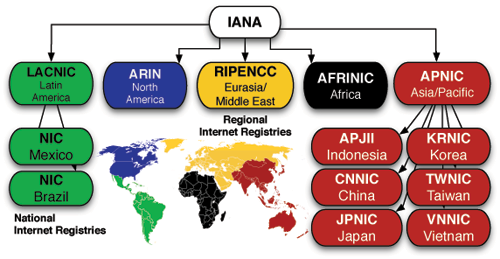 IANA
LACNIC
Latin
America
ARIN
North
America
RIPENCC
Eurasia/
Middle East
AFRINIC
Africa
APNIC
Asia/Pacific
Regional
Internet Registries
NIC
Mexico
NIC
Brazil
National
Internet Registries
APJII
Indonesia
KRNIC
Korea
CNNIC
China
TWNIC
Taiwan
JPNIC
Japan
VNNIC
Vietnam